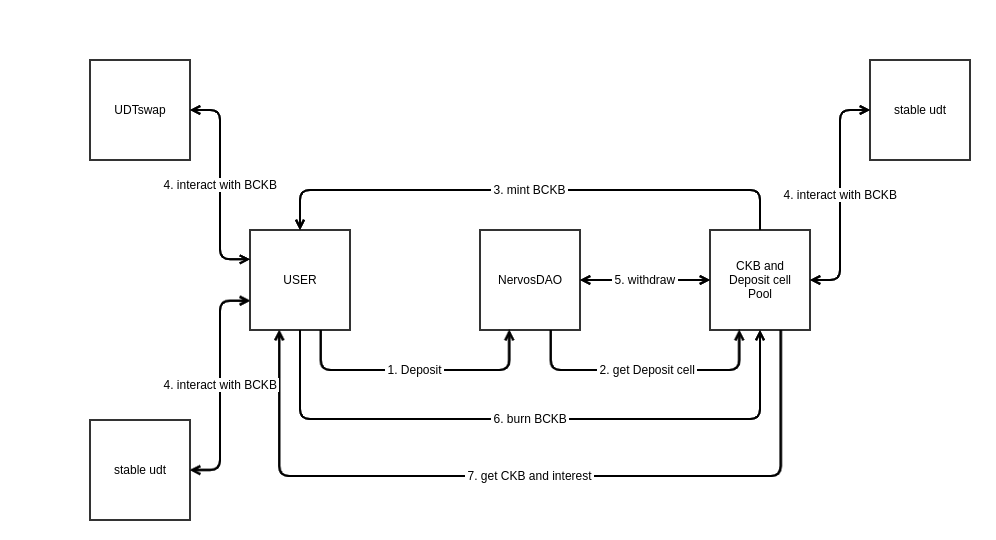 UDTswap
stable udt
4. interact with BCKB
3. mint BCKB
4. interact with BCKB
USER
NervosDAO
5. withdraw
CKB and
Deposit cell
Pool
1. Deposit
2. get Deposit cell
4. interact with BCKB
6. burn BCKB
stable udt
7. get CKB and interest